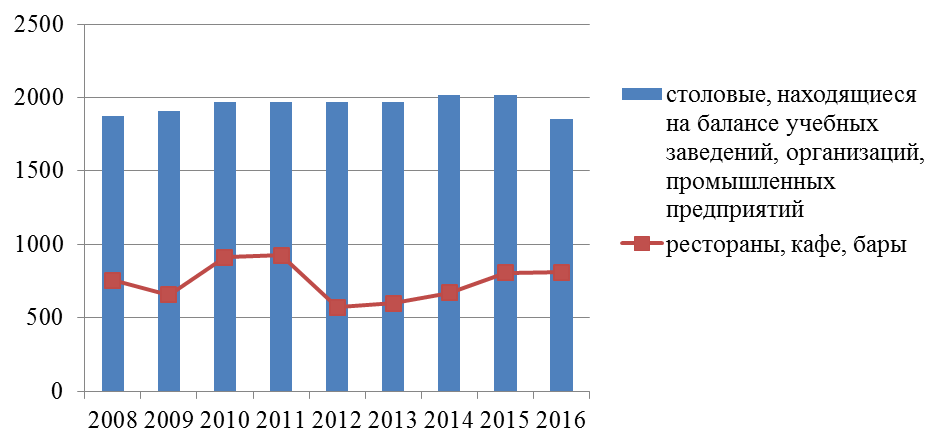 2500
2000
1500
1000
500
0
2008 2009 2010 2011 2012 2013 2014 2015 2016
столовые, находящиеся
на балансе учебных
заведений, организаций,
промышленных
предприятий
рестораны, кафе, бары